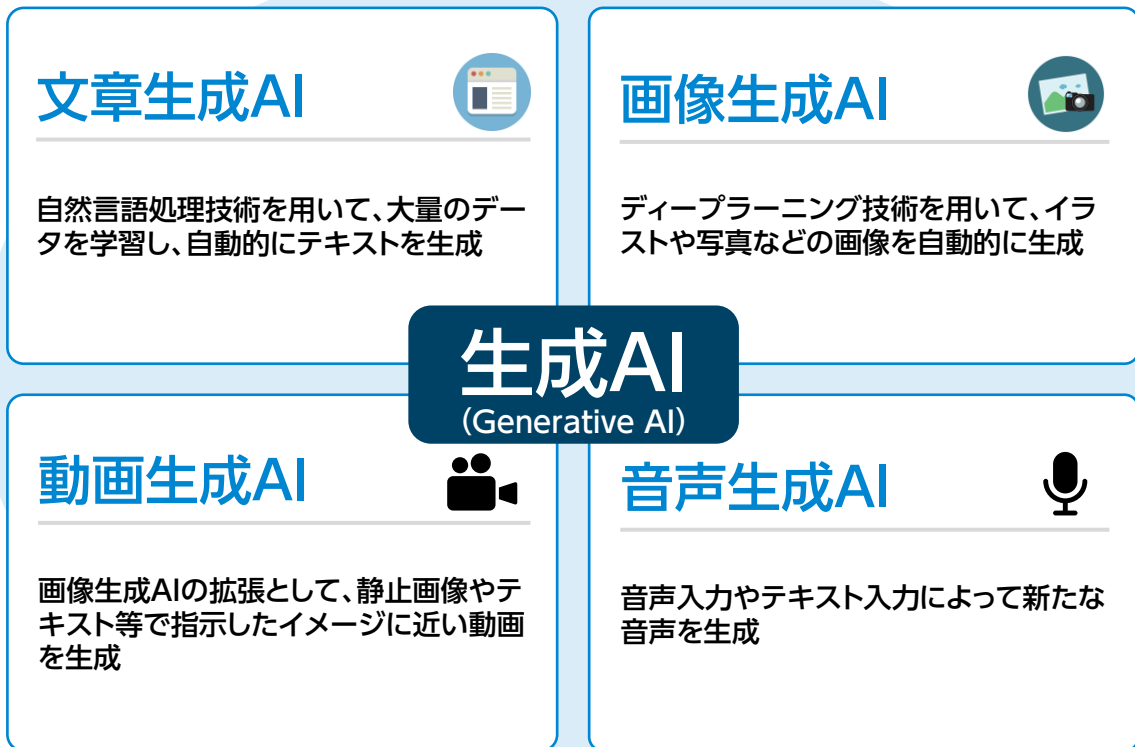 文章生成AI
自然言語処理技術を用いて、大量のデー
タを学習し、自動的にテキストを生成
画像生成AI
ディープラーニング技術を用いて、イラ
ストや写真などの画像を自動的に生成
生成AI
(Generative AI)
動画生成AI
画像生成AIの拡張として、静止画像やテ
キスト等で指示したイメージに近い動画
を生成
音声生成AI
音声入力やテキスト入力によって新たな
音声を生成